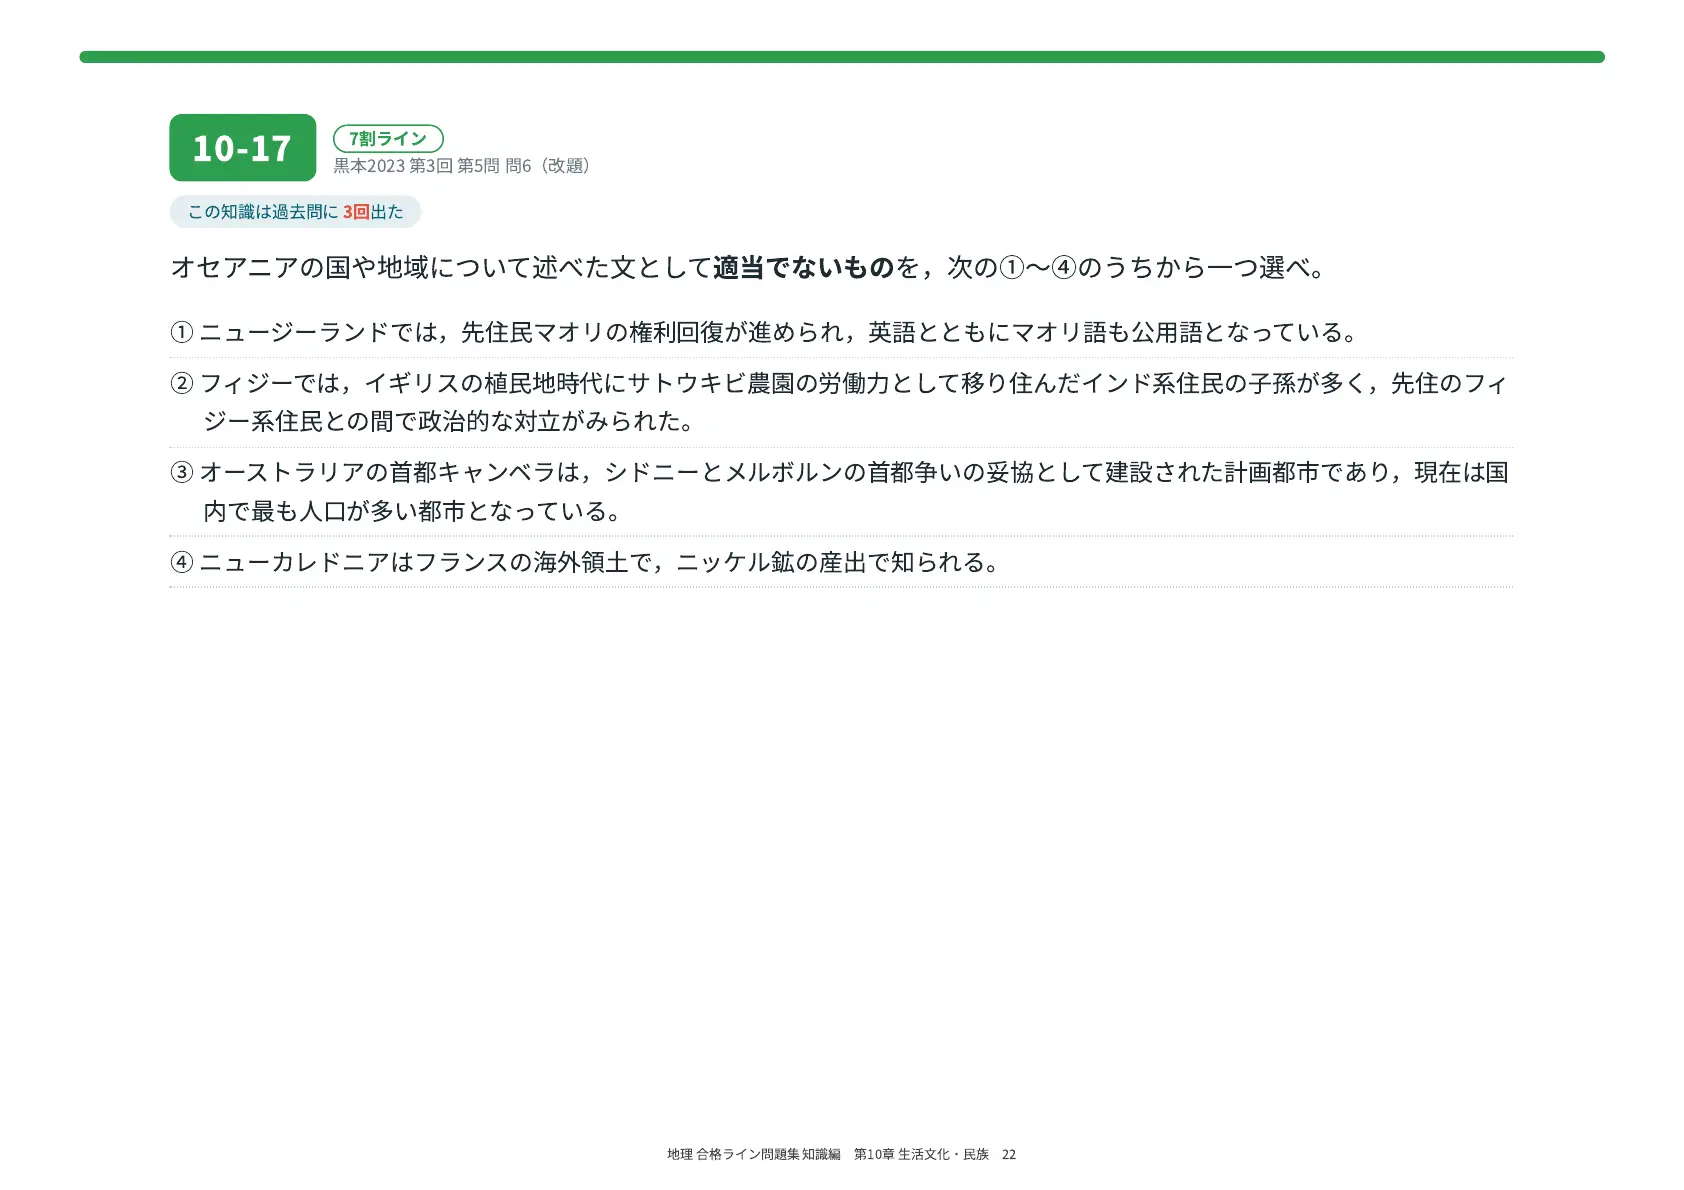 10-17
7割ライン
黒本2023 第3回 第5問 問6（改題）
この知識は過去問に 3回出た
オセアニアの国や地域について述べた文として適当でないものを，次の①～④のうちから一つ選べ。
① ニュージーランドでは，先住民マオリの権利回復が進められ，英語とともにマオリ語も公用語となっている。
② フィジーでは，イギリスの植民地時代にサトウキビ農園の労働力として移り住んだインド系住民の子孫が多く，先住のフィ
ジー系住民との間で政治的な対立がみられた。
③ オーストラリアの首都キャンベラは，シドニーとメルボルンの首都争いの妥協として建設された計画都市であり，現在は国
内で最も人口が多い都市となっている。
④ ニューカレドニアはフランスの海外領土で，ニッケル鉱の産出で知られる。
地理 合格ライン問題集 知識編　第10章 生活文化・民族　22